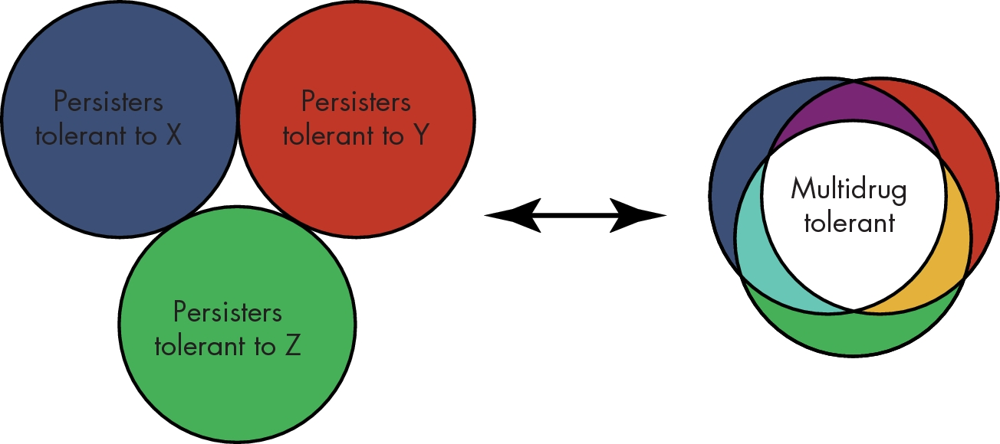 Persisters
tolerant to X
Persisters
tolerant to Y
Persisters
tolerant to Z
Multidrug
tolerant